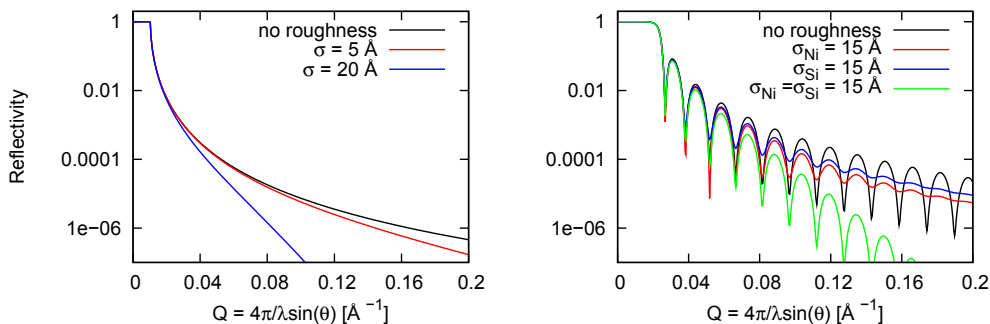 Reflectivity
1
0.01
0.0001
1e-06
no roughness
σ = 5 Å
σ = 20 Å
0
0.04
0.08
0.12
0.16
0.2
Q = 4π/λsin(θ) [Å ⁻¹]
1
0.01
0.0001
1e-06
no roughness
σNi = 15 Å
σSi = 15 Å
σNi =σSi = 15 Å
0
0.04
0.08
0.12
0.16
0.2
Q = 4π/λsin(θ) [Å ⁻¹]